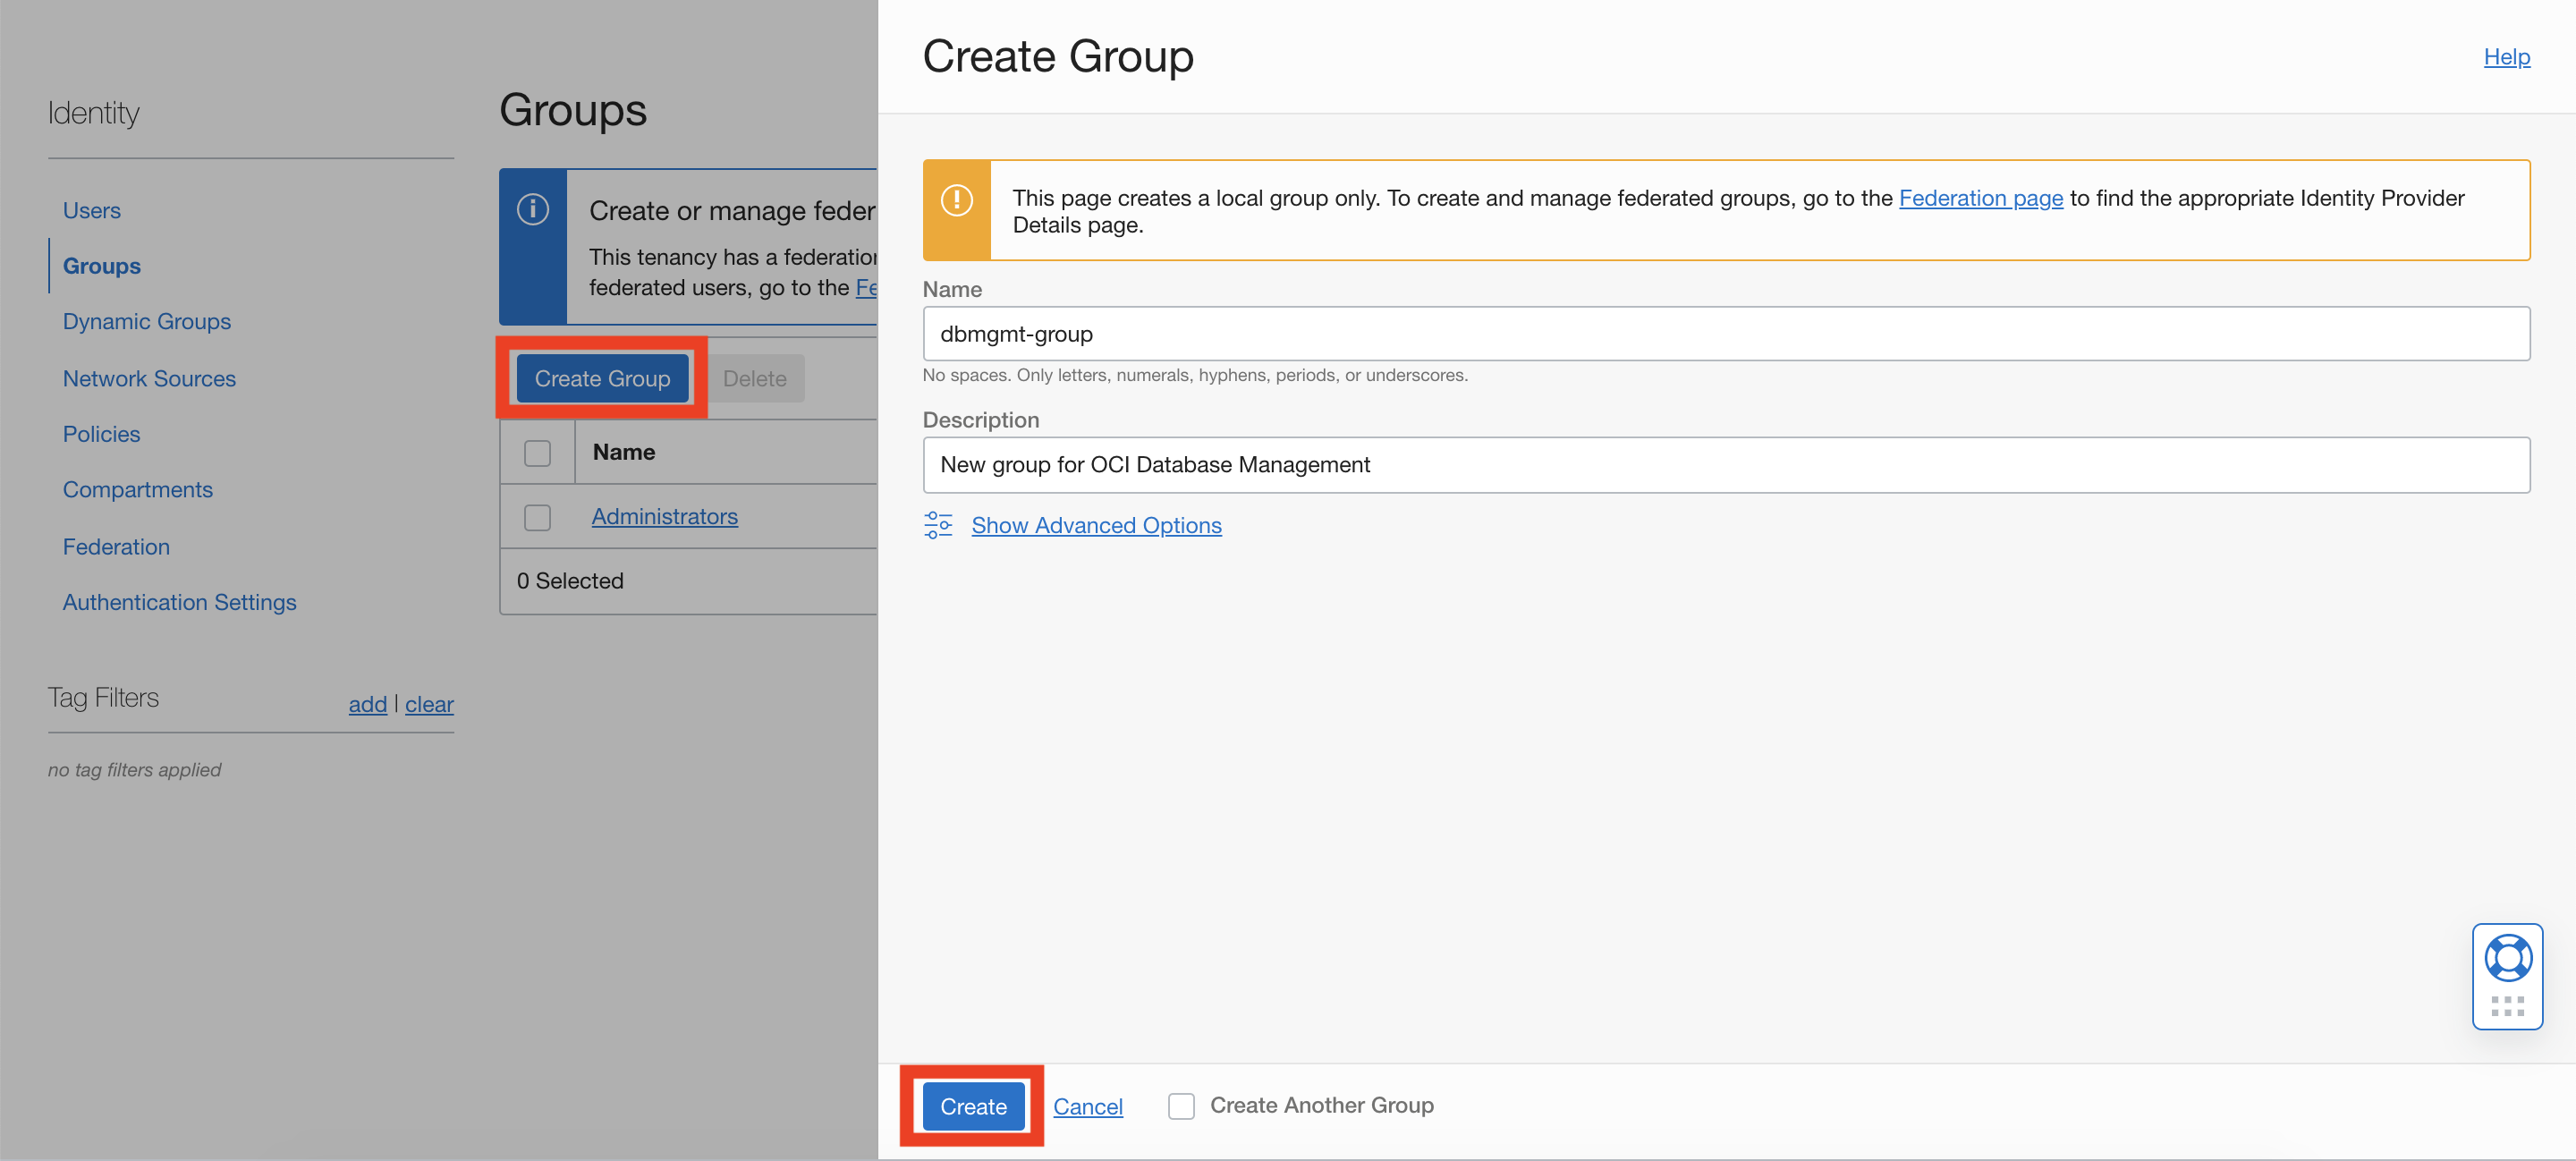 Identity
Users
Groups
Dynamic Groups
Network Sources
Policies
Compartments
Federation
Authentication Settings
Tag Filters
add | clear
no tag filters applied
Groups
Create or manage feder
This tenancy has a federation
federated users, go to the Fe
Create Group
Delete
Name
Administrators
0 Selected
Create Group
Help
This page creates a local group only. To create and manage federated groups, go to the Federation page to find the appropriate Identity Provider
Details page.
Name
dbmgmt-group
No spaces. Only letters, numerals, hyphens, periods, or underscores.
Description
New group for OCI Database Management
Show Advanced Options
Create
Cancel
Create Another Group